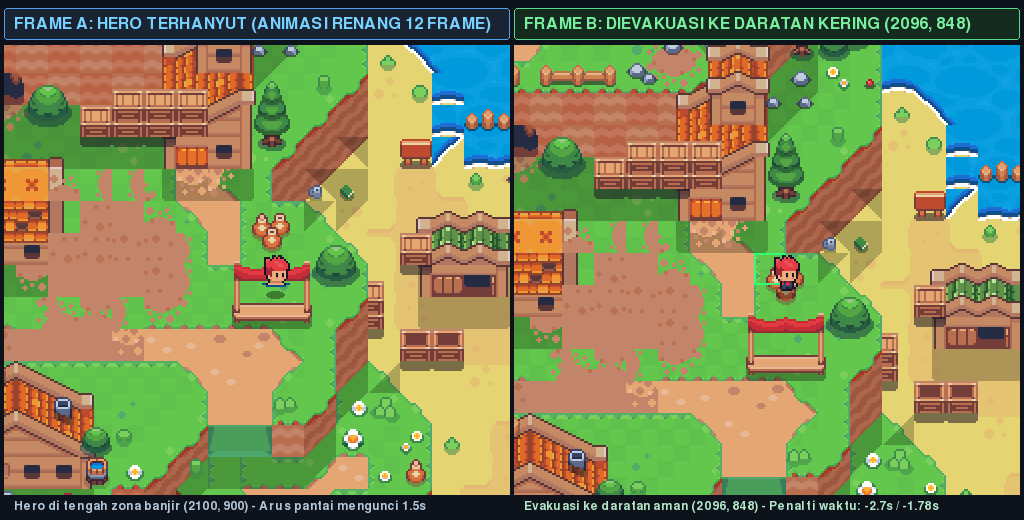 FRAME A: HERO TERHANYUT (ANIMASI RENANG 12 FRAME)
FRAME B: DIEVAKUASI KE DARATAN KERING (2096, 848)
Hero di tengah zona banjir (2100, 900) - Arus pantai mengunci 1.5s
Evakuasi ke daratan aman (2096, 848) - Penalti waktu: -2.7s / -1.78s